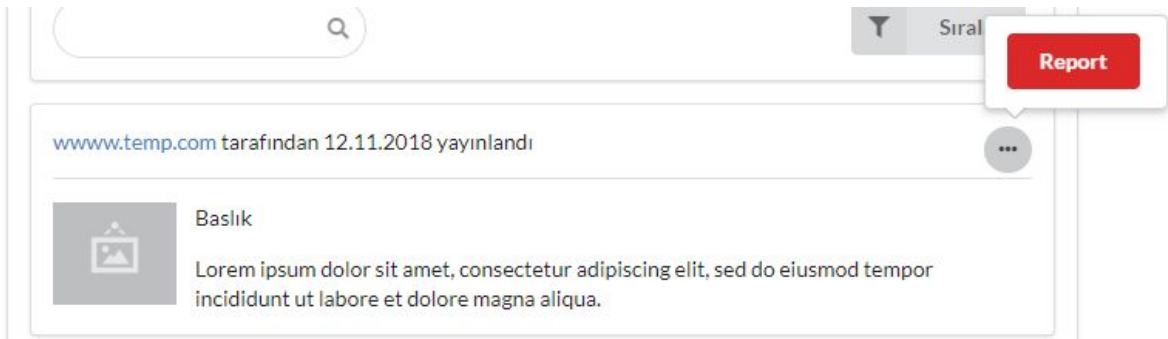 Sıral
Report
wwww.temp.com tarafından 12.11.2018 yayınlandı
Baslık
Lorem ipsum dolor sit amet, consectetur adipiscing elit, sed do eiusmod tempor
incididunt ut labore et dolore magna aliqua.